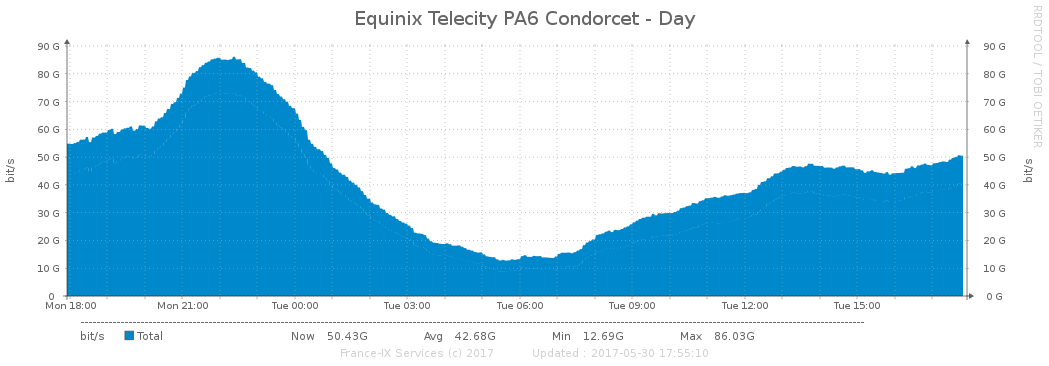 Equinix Telecity PA6 Condorcet - Day
RRDTOOL / TOBI OETIKER
bit/s
90 G
80 G
70 G
60 G
50 G
40 G
30 G
20 G
10 G
0
90 G
80 G
70 G
60 G
50 G
40 G
30 G
20 G
10 G
0 G
bit/s
Mon 18:00 Mon 21:00 Tue 00:00 Tue 03:00 Tue 06:00 Tue 09:00 Tue 12:00 Tue 15:00
bit/s Total Now 50.43G Avg 42.68G Min 12.69G Max 86.03G
France-IX Services (c) 2017 Updated : 2017-05-30 17:55:10